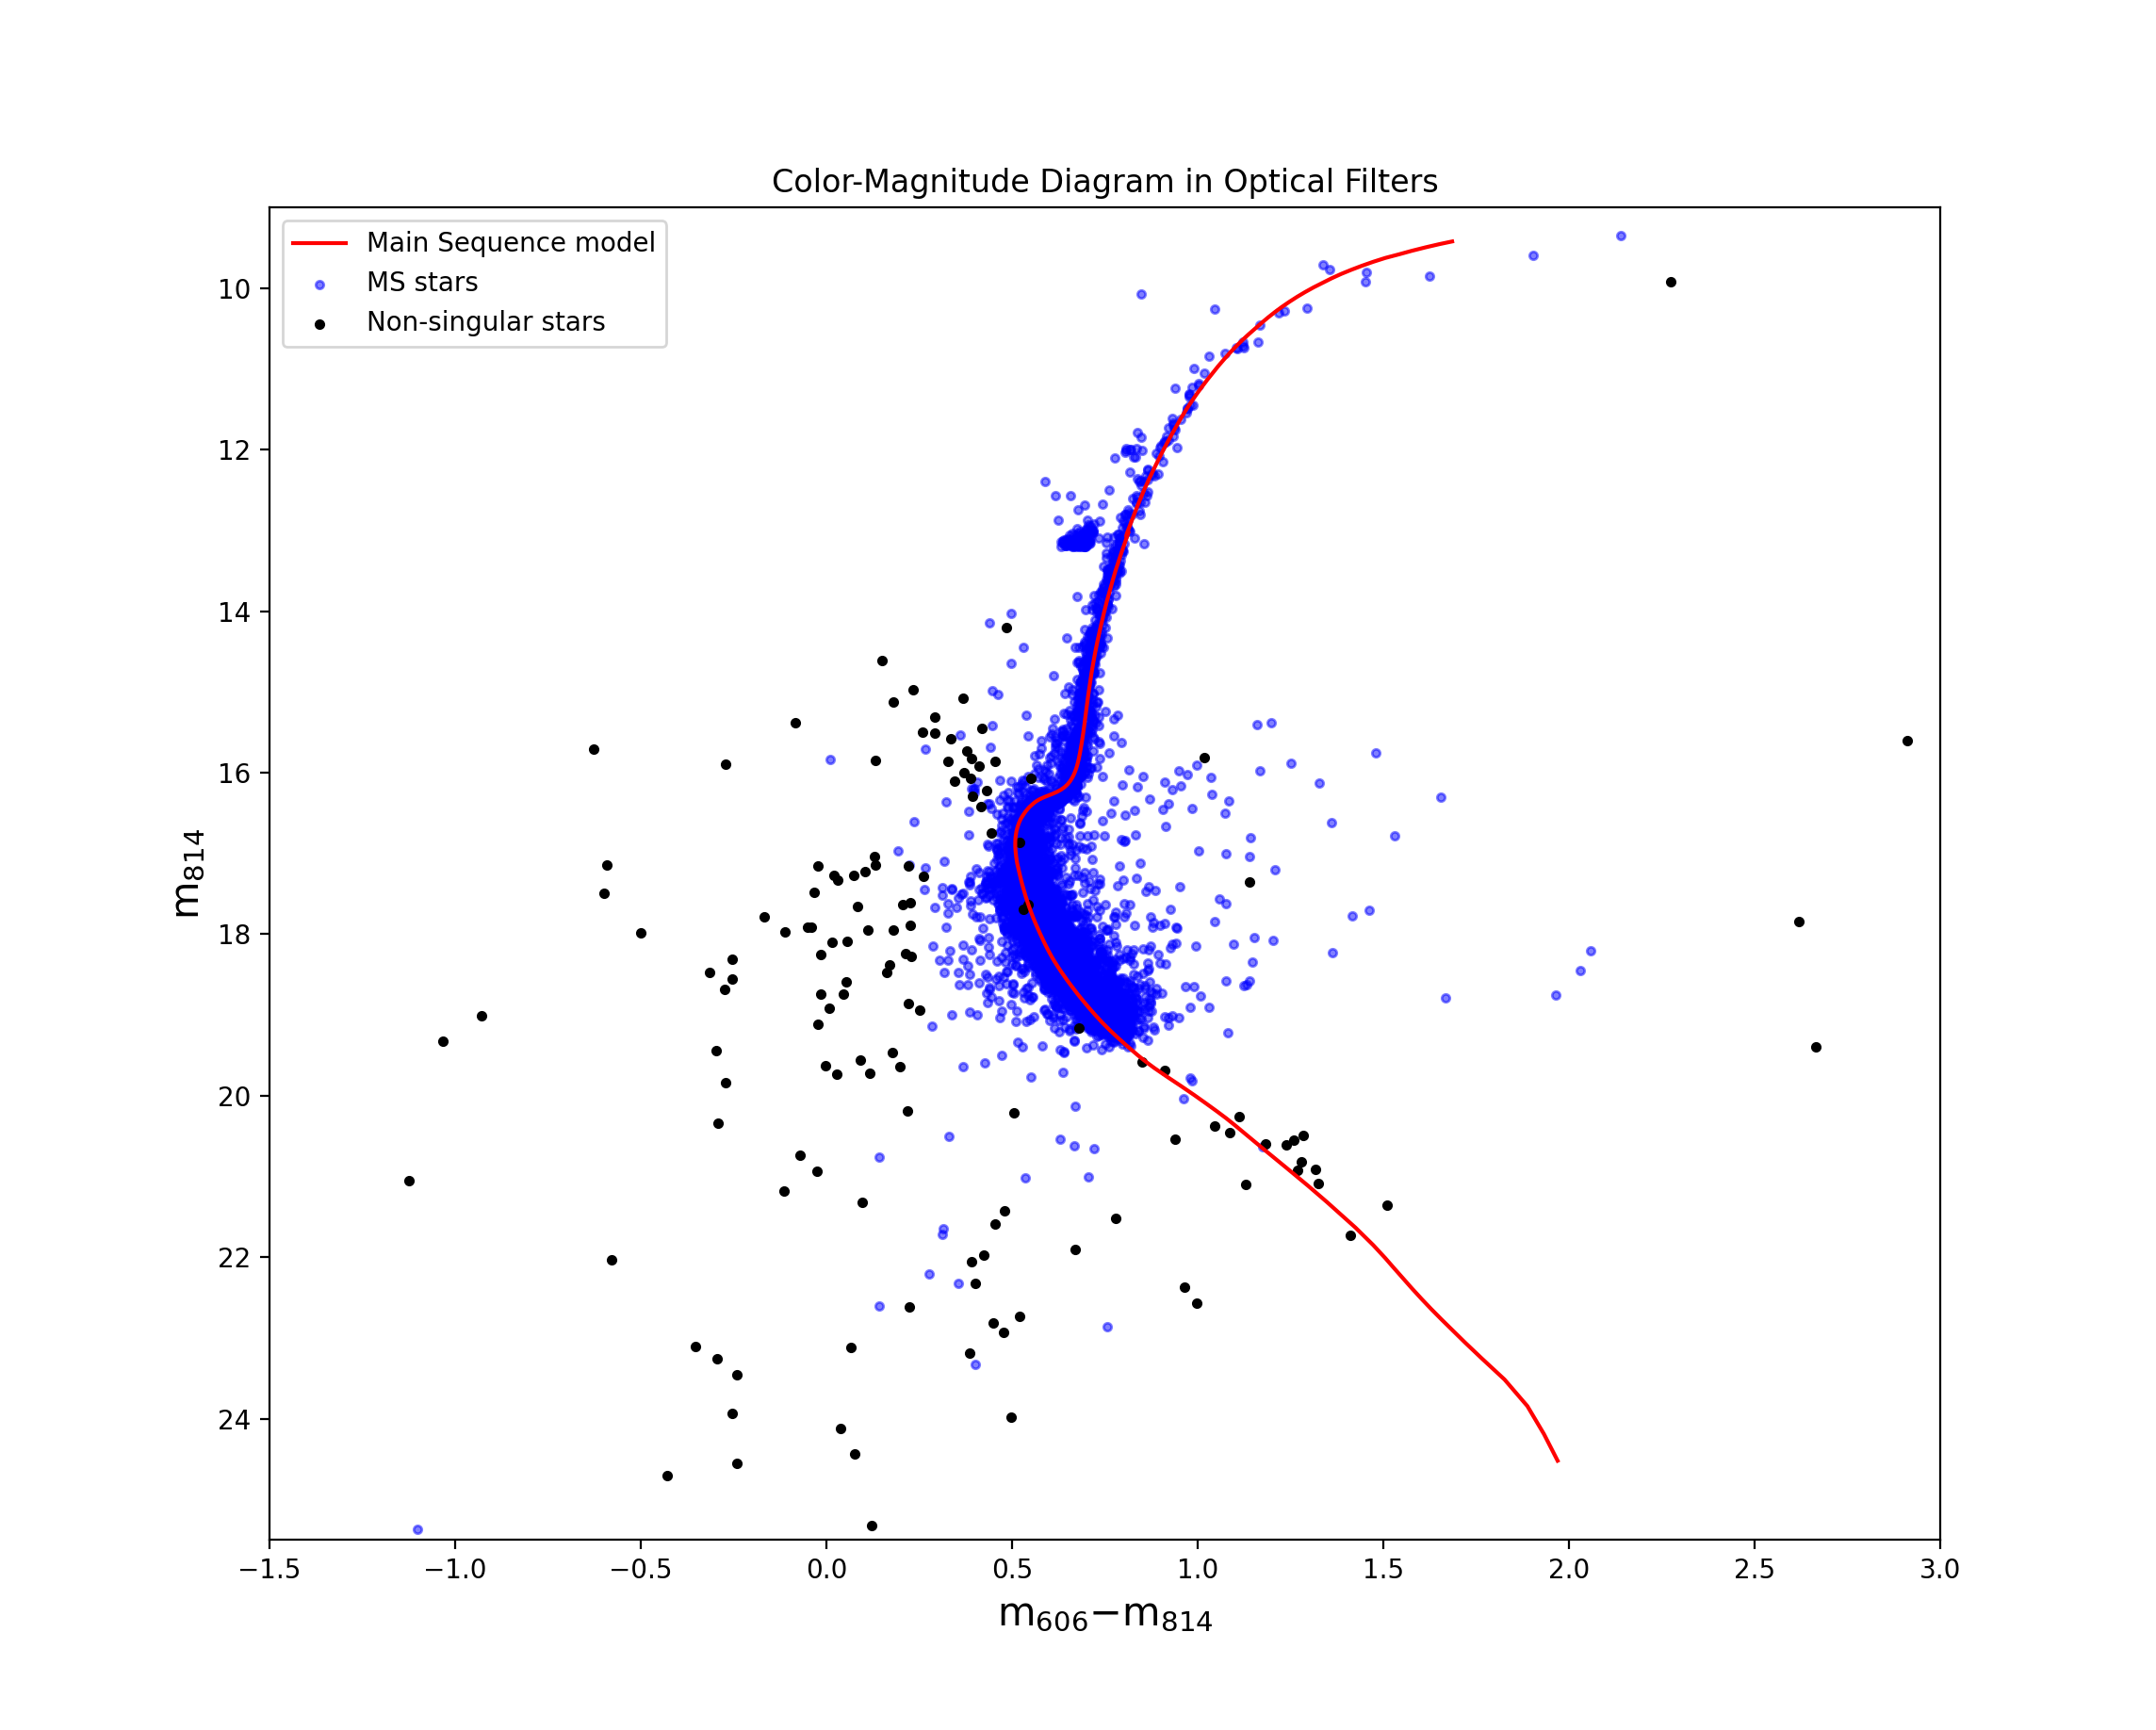 Color-Magnitude Diagram in Optical Filters
Main Sequence model
MS stars
Non-singular stars
10
12
14
16
18
20
22
24
m814
−1.5 −1.0 −0.5 0.0 0.5 1.0 1.5 2.0 2.5 3.0
m606−m814